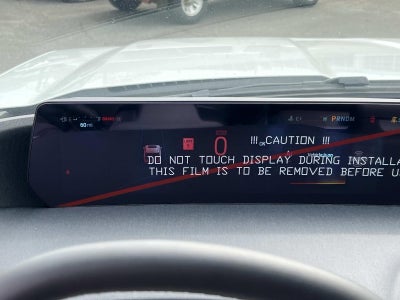 PRNDM
!!! CAUTION !!!
0
DO NOT TOUCH DISPLAY DURING INSTALLA
THIS FILM IS TO BE REMOVED BEFORE U